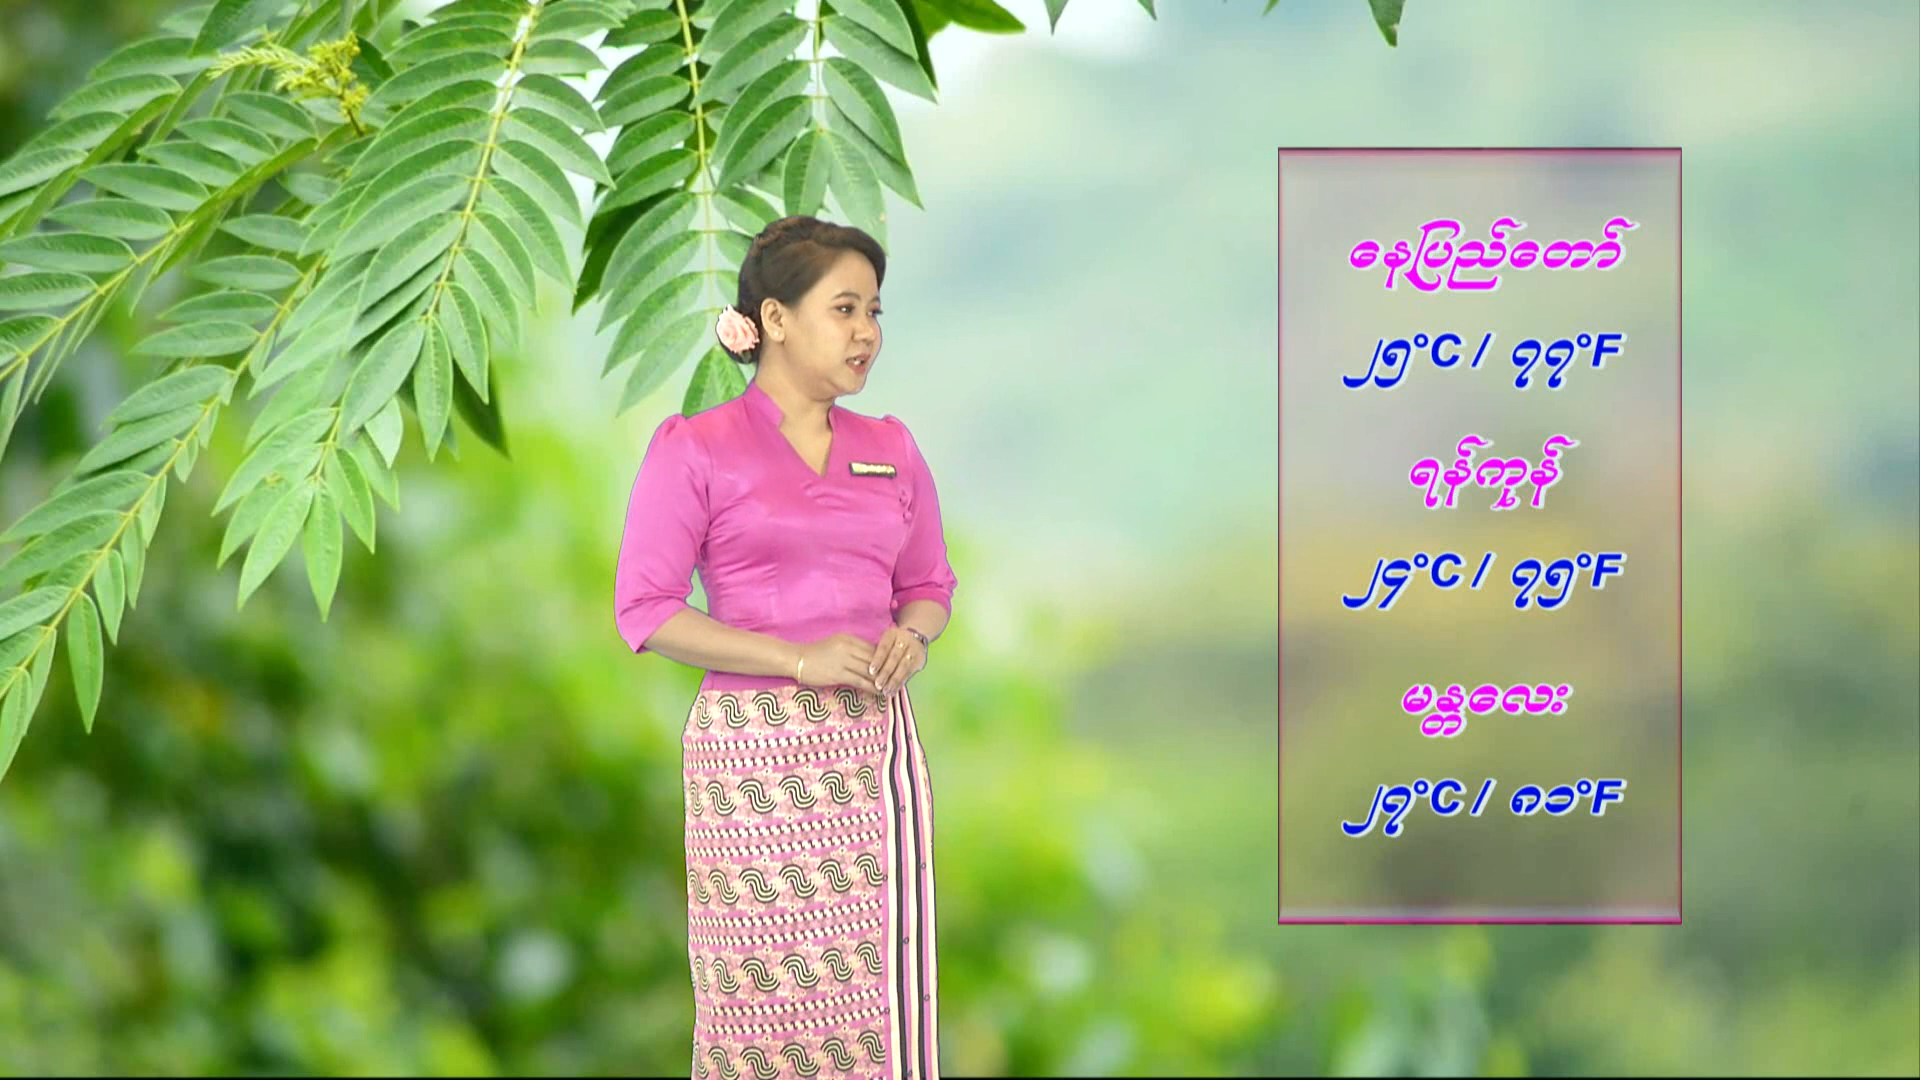 နေပြည်တော်
၂၅°C / ၇၇°F
ရန်ကုန်
၂၄°C / ၇၅°F
မန္တလေး
၂၇°C / ၈၁°F